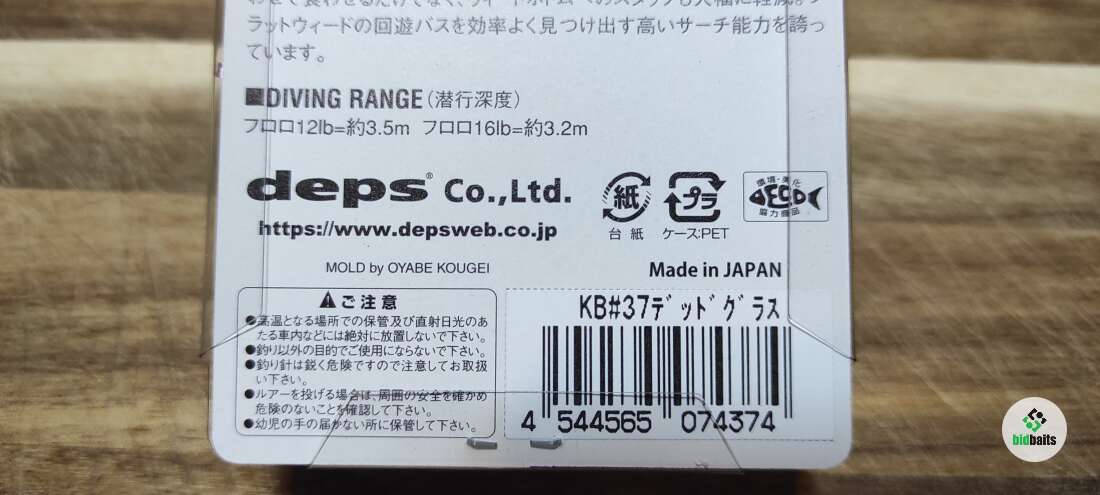 ラットウィードの回遊バスを効率よく見つけ出す高いサーチ能力を誇っ
ています。
■DIVING RANGE（潜行深度）
フロロ12lb=約3.5m フロロ16lb=約3.2m
deps® Co.,Ltd.
https://www.depsweb.co.jp
紙
台紙
プラ
ケース:PET
環境・美化
ECO
協力商品
MOLD by OYABE KOUGEI
Made in JAPAN
⚠ご注意
●高温となる場所での保管及び直射日光のあ
たる車内などには絶対に放置しないで下さい。
●釣り以外の目的でご使用にならないで下さい。
●釣り針は鋭く危険ですので注意してお取扱
い下さい。
●ルアーを投げる場合は、周囲の安全を確かめ
危険のないことを確認して下さい。
●幼児の手の届かない所に保管して下さい。
KB#37デッドグラス
4 544565 074374
bidbaits